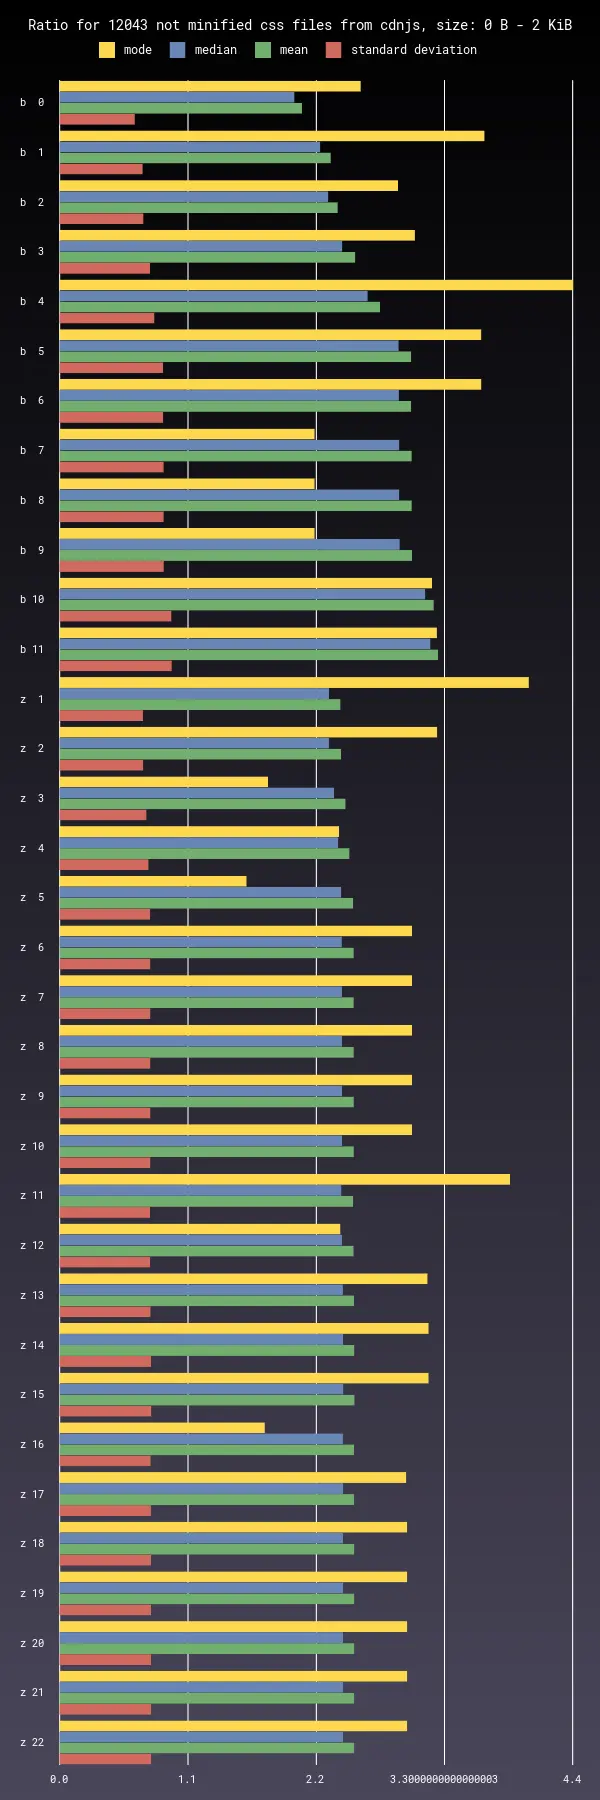 Ratio for 12043 not minified css files from cdnjs, size: 0 B - 2 KiB
mode median mean standard deviation
b 0
b 1
b 2
b 3
b 4
b 5
b 6
b 7
b 8
b 9
b 10
b 11
z 1
z 2
z 3
z 4
z 5
z 6
z 7
z 8
z 9
z 10
z 11
z 12
z 13
z 14
z 15
z 16
z 17
z 18
z 19
z 20
z 21
z 22
0.0 1.1 2.2 3.3000000000000003 4.4